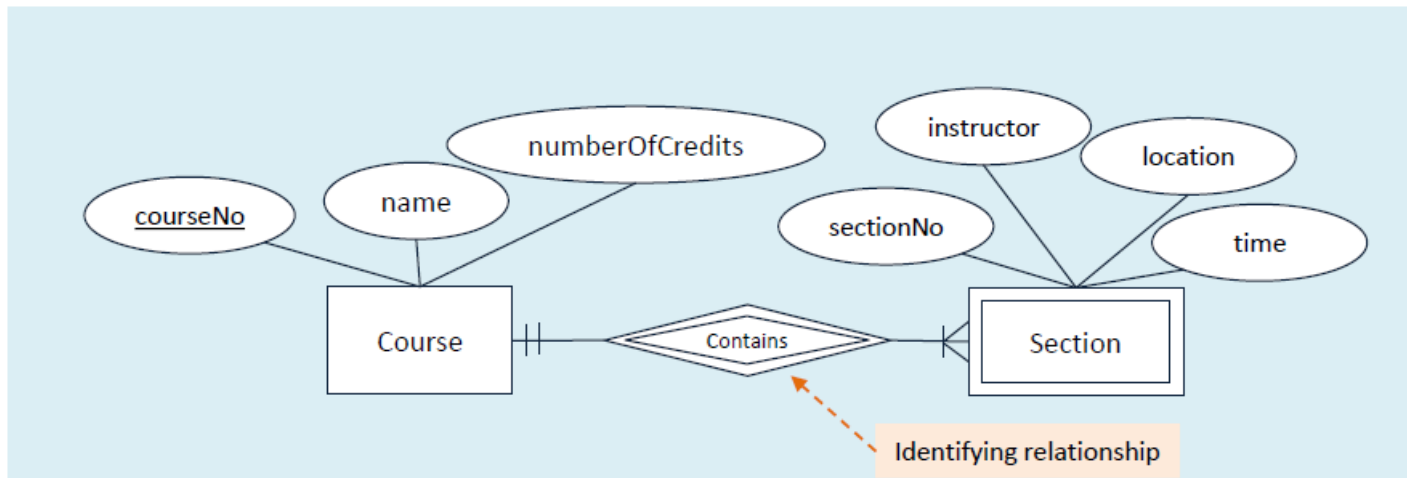 courseNo
name
numberOfCredits
instructor
location
sectionNo
time
Course
Contains
Section
Identifying relationship